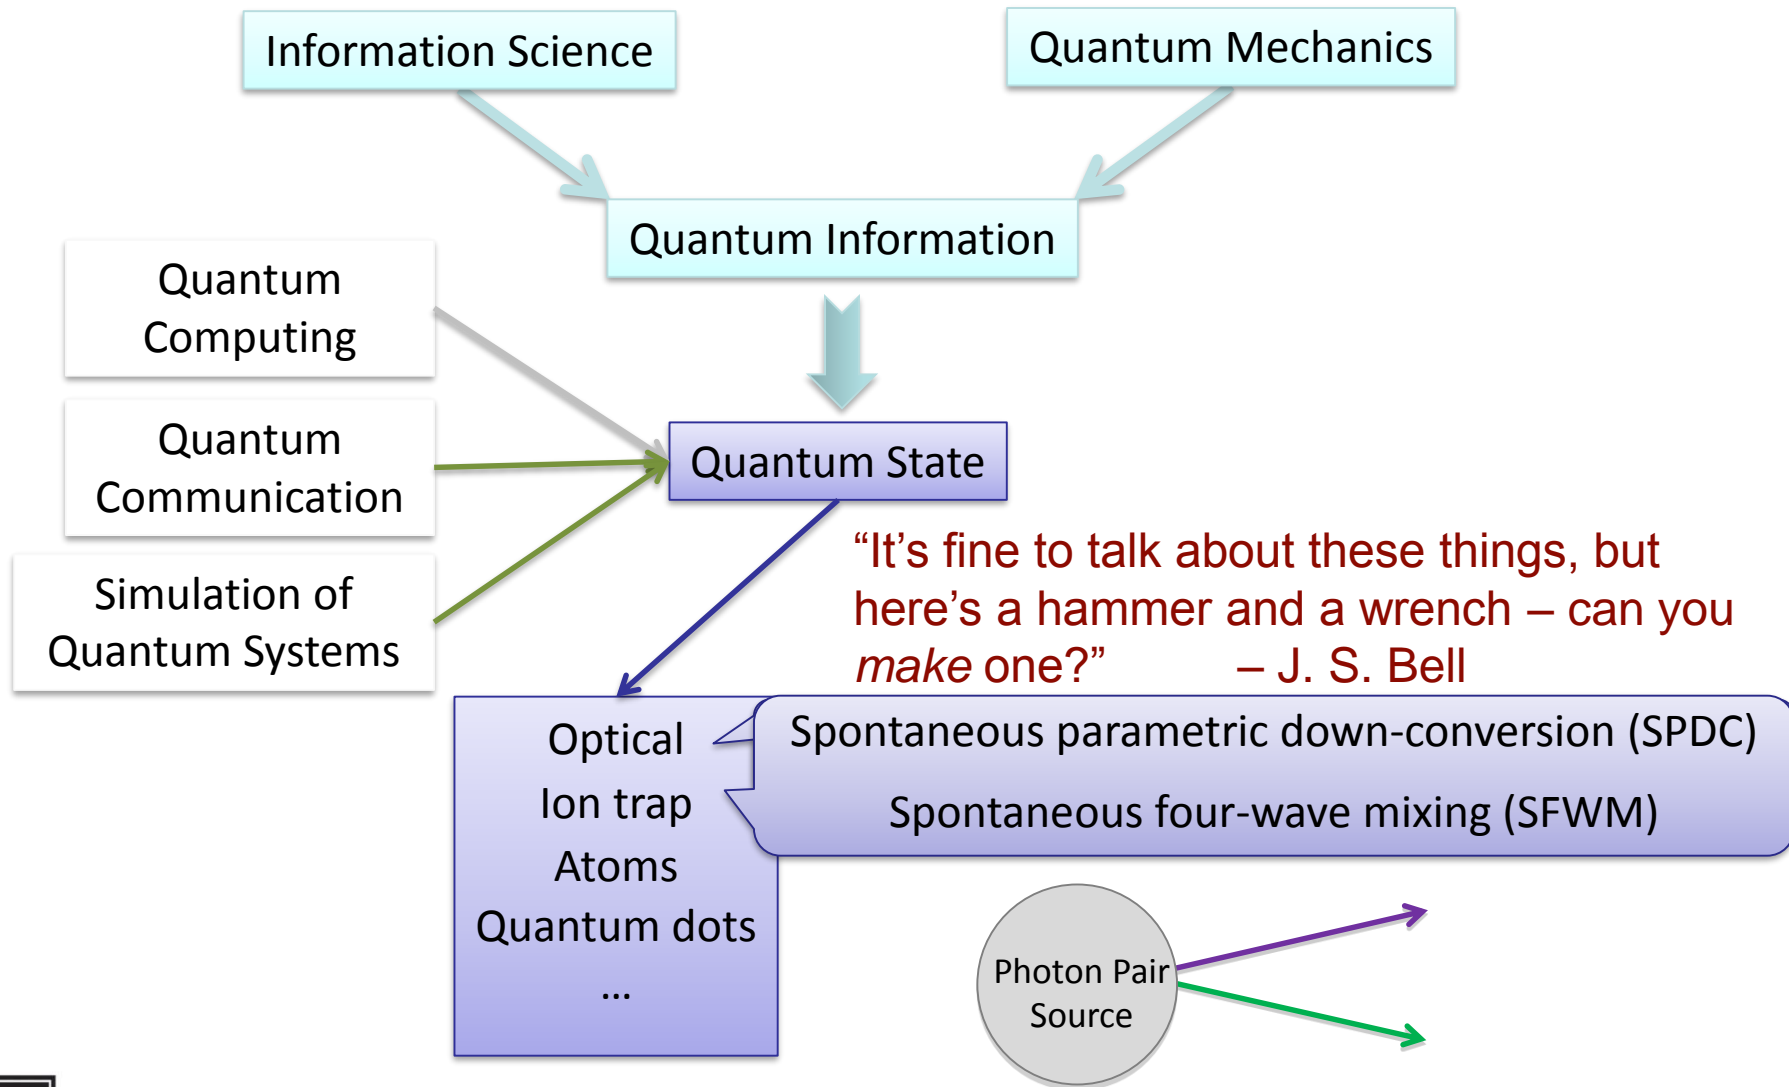 Information Science
Quantum Mechanics
Quantum Information
Quantum
Computing
Quantum
Communication
Simulation of
Quantum Systems
Quantum State
“It’s fine to talk about these things, but
here’s a hammer and a wrench – can you
make one?” – J. S. Bell
Optical
Ion trap
Atoms
Quantum dots
...
Spontaneous parametric down-conversion (SPDC)
Spontaneous four-wave mixing (SFWM)
Photon Pair
Source